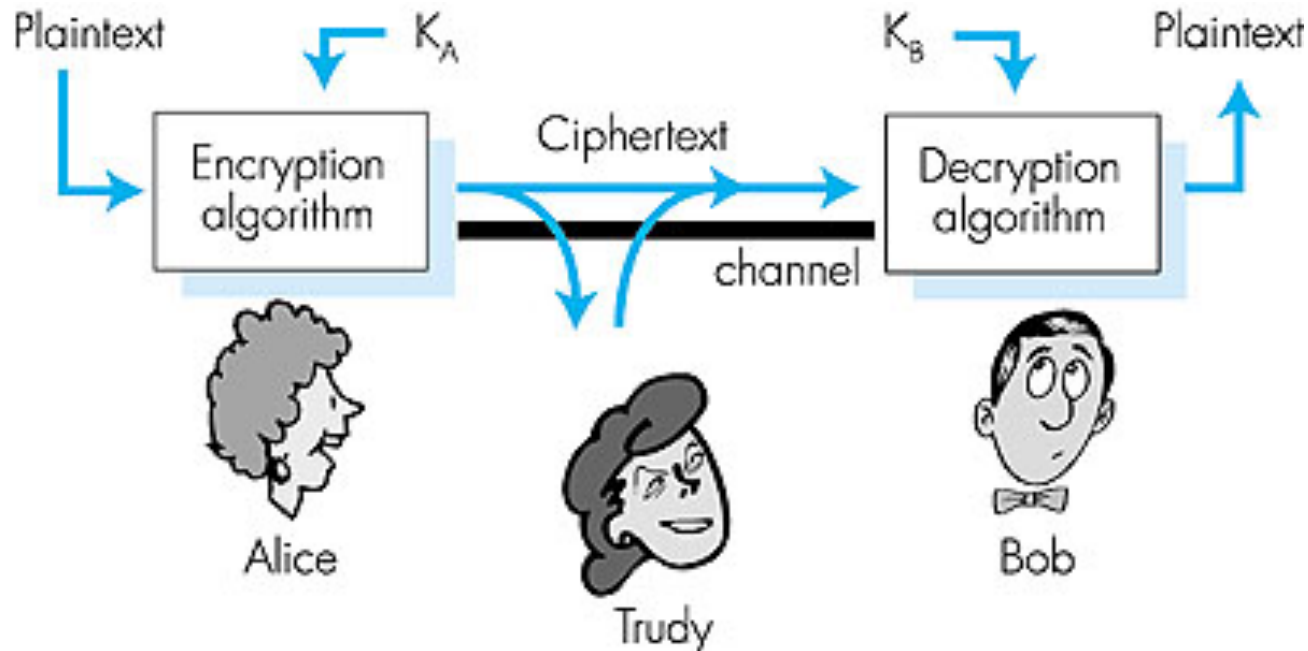 Plaintext
K_A
K_B
Plaintext
Encryption
algorithm
Ciphertext
Decryption
algorithm
channel
Alice
Trudy
Bob